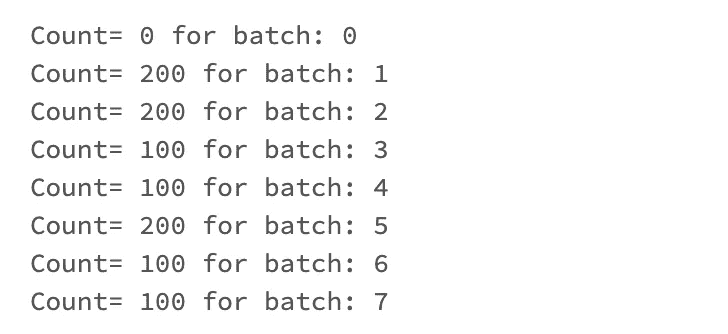 Count= 0 for batch: 0
Count= 200 for batch: 1
Count= 200 for batch: 2
Count= 100 for batch: 3
Count= 100 for batch: 4
Count= 200 for batch: 5
Count= 100 for batch: 6
Count= 100 for batch: 7